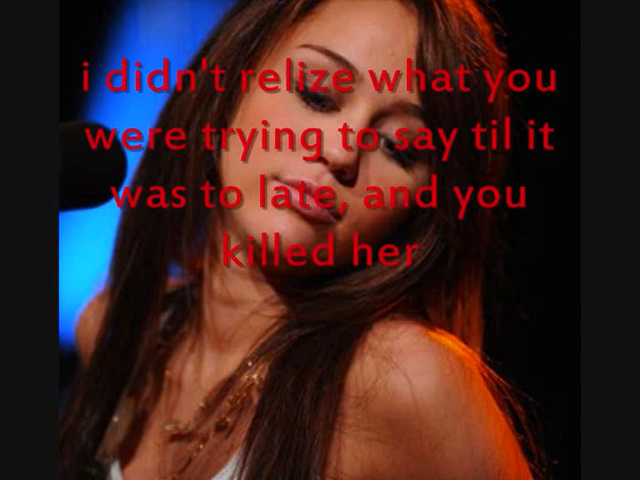 i didn't relize what you
were trying to say til it
was to late, and you
killed her